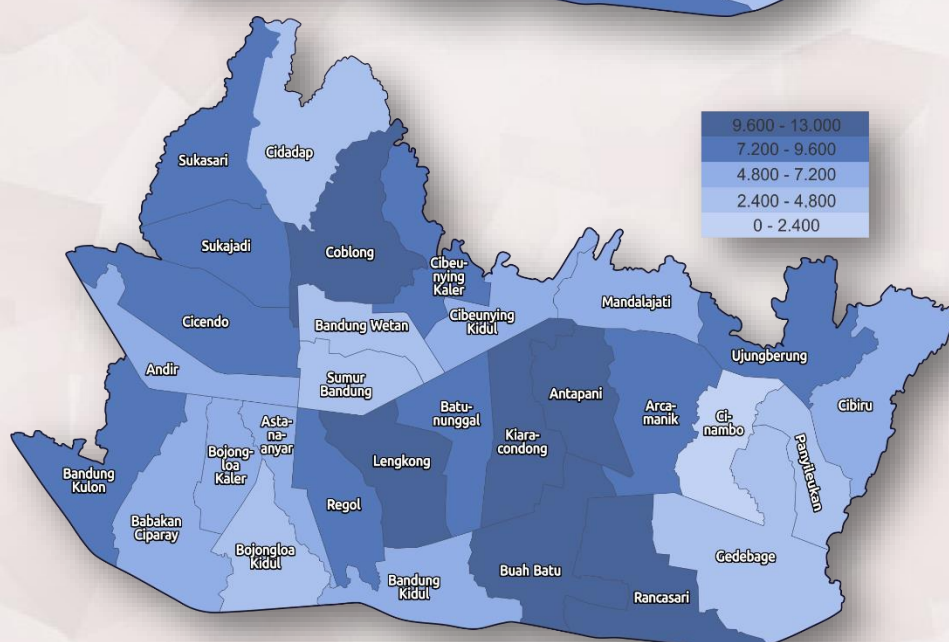 9.600 - 13.000
7.200 - 9.600
4.800 - 7.200
2.400 - 4.800
0 - 2.400
Sukasari
Cidadap
Sukajadi
Coblong
Cibeu-
nying
Kaler
Cicendo
Bandung Wetan
Cibeunying
Kidul
Mandalajati
Ujungberung
Andir
Sumur
Bandung
Antapani
Arca-
manik
Ci-
nambo
Cibiru
Batu-
nunggal
Kiara-
condong
Asta-
na-
anyar
Bojong-
loa
Kaler
Lengkong
Panyileukan
Bandung
Kulon
Regol
Babakan
Ciparay
Bojongloa
Kidul
Bandung
Kidul
Buah Batu
Gedebage
Rancasari